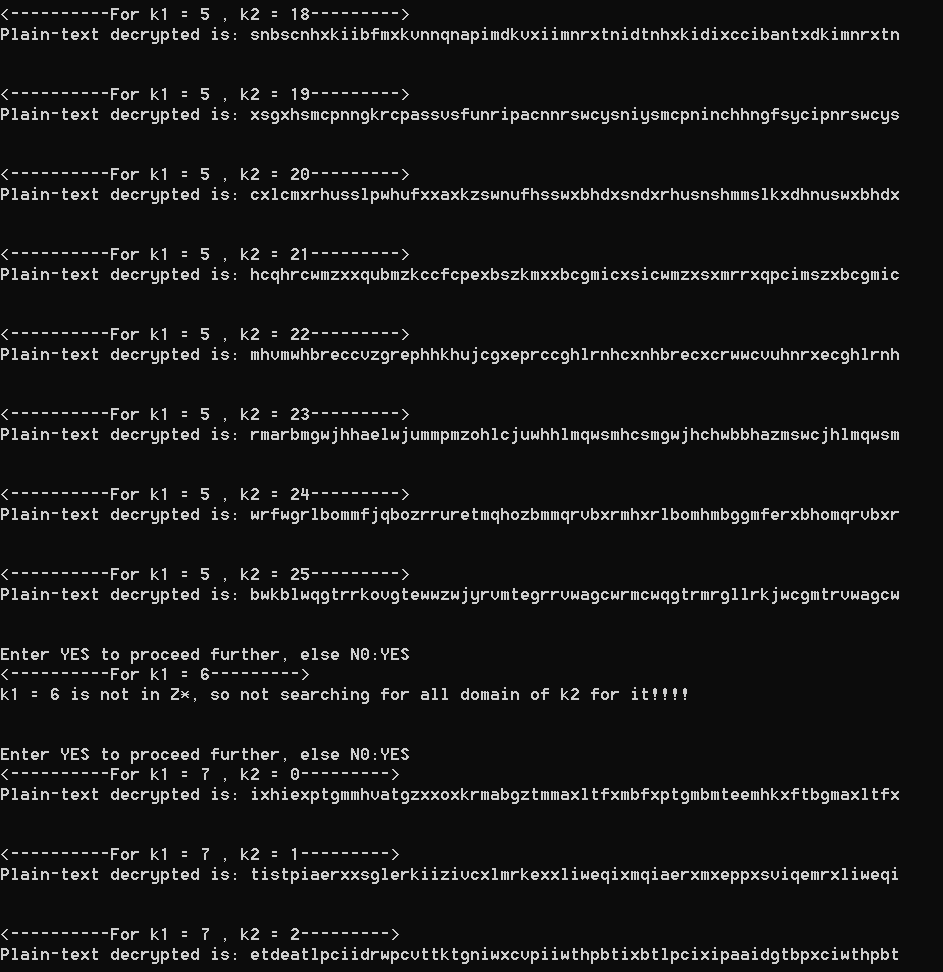 <----------For k1 = 5 , k2 = 18--------->
Plain-text decrypted is: snbscnhxkiibfmxkvnnqnapimdkvxiimnrxtnidtnhxkidixccibantxdkimnrxtn
<----------For k1 = 5 , k2 = 19--------->
Plain-text decrypted is: xsgxhsmcpnngkrcpassvsfunripacnnrswcysniysmcpninchhngfsycipnrswcys
<----------For k1 = 5 , k2 = 20--------->
Plain-text decrypted is: cxlcmxrhusslpwhufxxaxkzswnufhsswxbhdxsndxrhusnshmmslkxdhnuswxbhdx
<----------For k1 = 5 , k2 = 21--------->
Plain-text decrypted is: hcqhrcwmzxxqubmzkccfcpexbszkmxxbcgmicxsicwmzxsxmrrxqpcimszxbcgmic
<----------For k1 = 5 , k2 = 22--------->
Plain-text decrypted is: mhvmwhbreccvzgrephhkhujcgxeprccghlrnhcxnhbrecxcrwwcvuhnrxecghlrnh
<----------For k1 = 5 , k2 = 23--------->
Plain-text decrypted is: rmarbmgwjhhaelwjummpmzohlcjuwhhlmqwsmhcsmgwjhchwbbhazmswcjhlmqwsm
<----------For k1 = 5 , k2 = 24--------->
Plain-text decrypted is: wrfwgrlbommfjqbozrruretmqhozbmmqrvbxrmhxrlbomhmbggmferxbhomqrvbxr
<----------For k1 = 5 , k2 = 25--------->
Plain-text decrypted is: bwkblwqgtrrkovgtewwzwjyrvmtegrrvwagcwrmcwqgtrmrgllrkjwcgmtrvwagcw
Enter YES to proceed further, else NO:YES
<----------For k1 = 6--------->
k1 = 6 is not in Z*, so not searching for all domain of k2 for it!!!!
Enter YES to proceed further, else NO:YES
<----------For k1 = 7 , k2 = 0--------->
Plain-text decrypted is: ixhiexptgmmhvatgzxxoxkrmabgztmmaxltfxmbfxptgmbmteemhkxftbgmaxltfx
<----------For k1 = 7 , k2 = 1--------->
Plain-text decrypted is: tistpiaerxxsglerkiizivcxlmrkexxliweqixmqiaerxmxeppxsviqemrxliweqi
<----------For k1 = 7 , k2 = 2--------->
Plain-text decrypted is: etdeatlpciidrwpcvttktgniwxcvpiiwthpbtixbtlpcixipaaidgtbpxciwthpbt